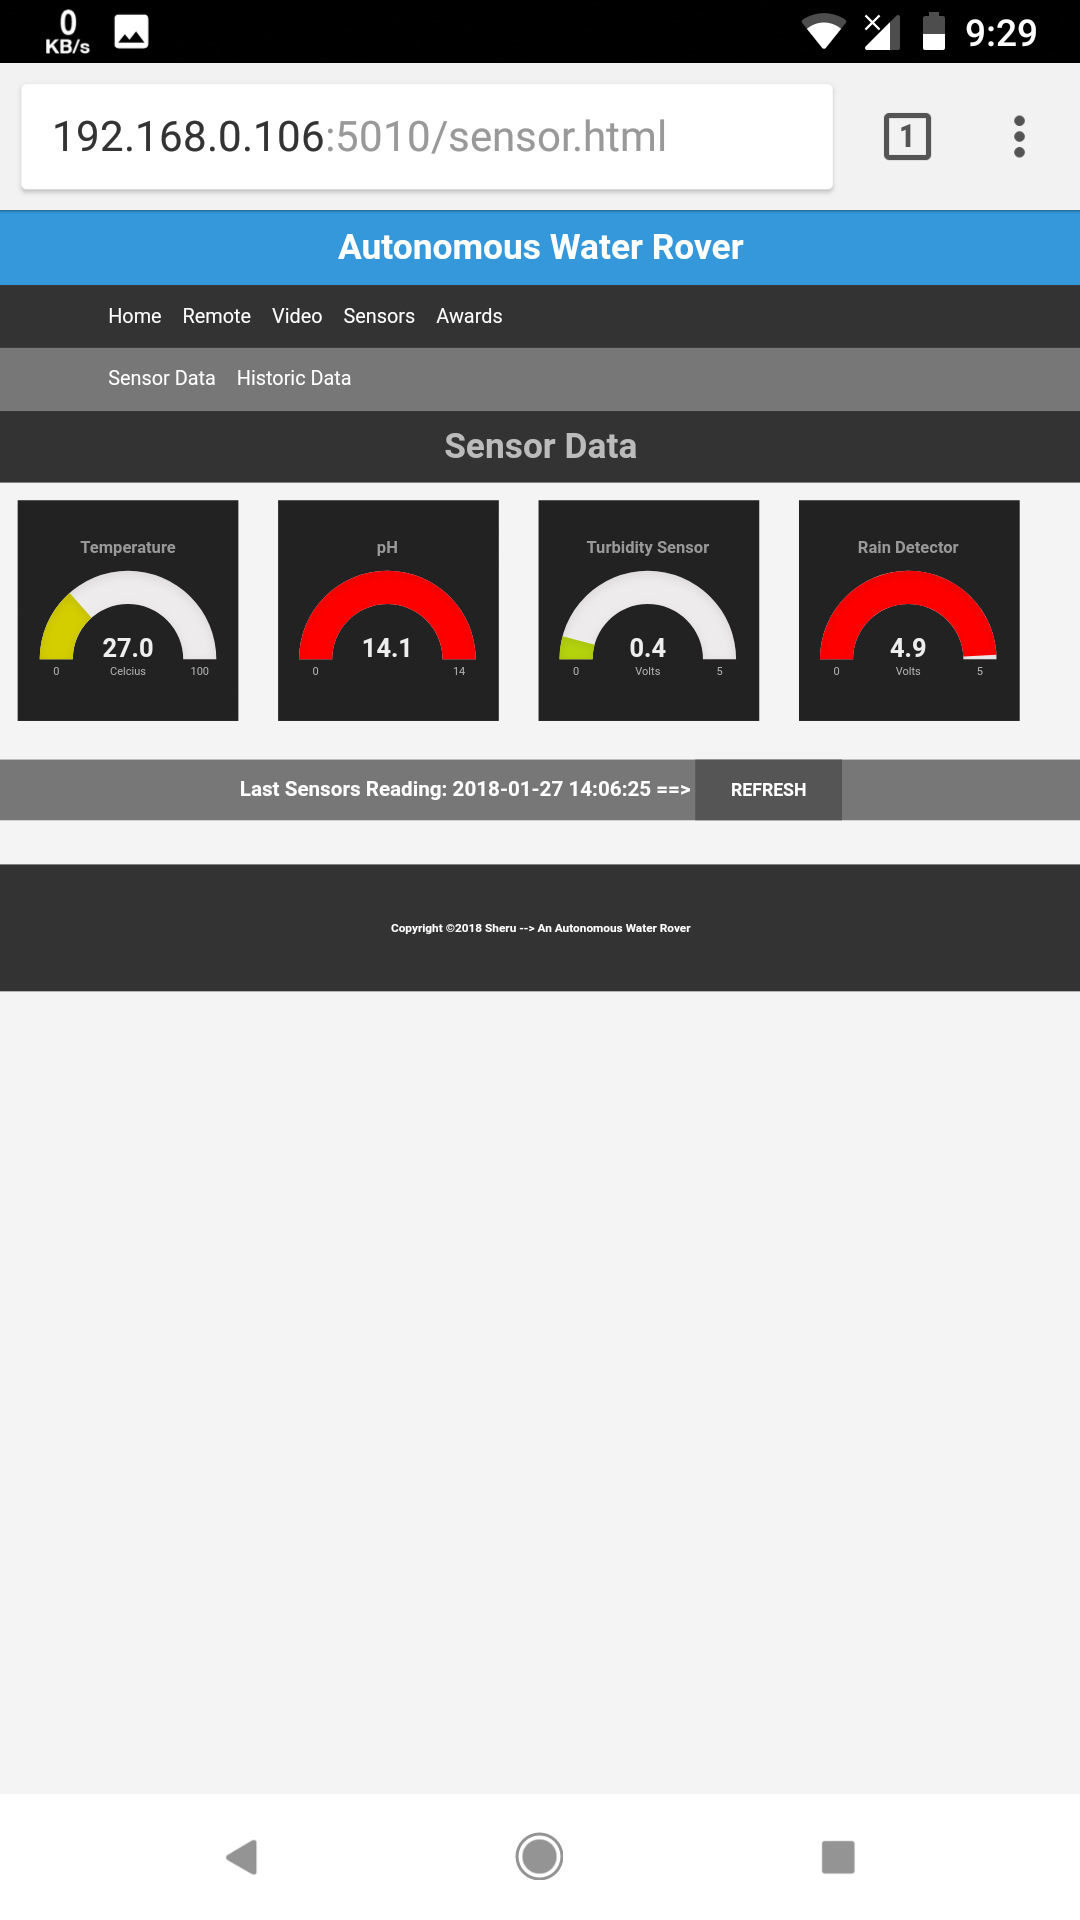 0
KB/s
9:29
192.168.0.106:5010/sensor.html
1
Autonomous Water Rover
Home Remote Video Sensors Awards
Sensor Data Historic Data
Sensor Data
Temperature
27.0
0 Celcius 100
pH
14.1
0 14
Turbidity Sensor
0.4
0 Volts 5
Rain Detector
4.9
0 Volts 5
Last Sensors Reading: 2018-01-27 14:06:25 ==> REFRESH
Copyright ©2018 Sheru --> An Autonomous Water Rover